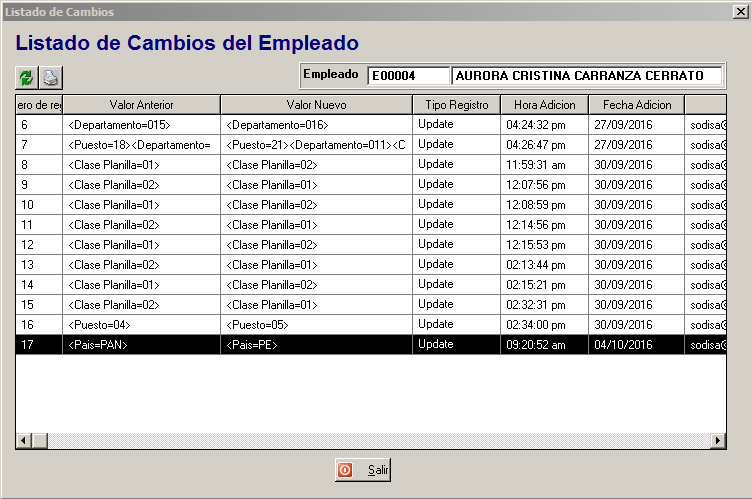 Listado de Cambios
Listado de Cambios del Empleado
Empleado E00004 AURORA CRISTINA CARRANZA CERRATO
ero de reg Valor Anterior Valor Nuevo Tipo Registro Hora Adicion Fecha Adicion
6 <Departamento=015> <Departamento=016> Update 04:24:32 pm 27/09/2016 sodisa@
7 <Puesto=18><Departamento= <Puesto=21><Departamento=011><C Update 04:26:47 pm 27/09/2016 sodisa@
8 <Clase Planilla=01> <Clase Planilla=02> Update 11:59:31 am 30/09/2016 sodisa@
9 <Clase Planilla=02> <Clase Planilla=01> Update 12:07:56 pm 30/09/2016 sodisa@
10 <Clase Planilla=01> <Clase Planilla=02> Update 12:08:59 pm 30/09/2016 sodisa@
11 <Clase Planilla=02> <Clase Planilla=01> Update 12:14:56 pm 30/09/2016 sodisa@
12 <Clase Planilla=01> <Clase Planilla=02> Update 12:15:53 pm 30/09/2016 sodisa@
13 <Clase Planilla=02> <Clase Planilla=01> Update 02:13:44 pm 30/09/2016 sodisa@
14 <Clase Planilla=01> <Clase Planilla=02> Update 02:15:21 pm 30/09/2016 sodisa@
15 <Clase Planilla=02> <Clase Planilla=01> Update 02:32:31 pm 30/09/2016 sodisa@
16 <Puesto=04> <Puesto=05> Update 02:34:00 pm 30/09/2016 sodisa@
17 <Pais=PAN> <Pais=PE> Update 09:20:52 am 04/10/2016 sodisa@
Salir